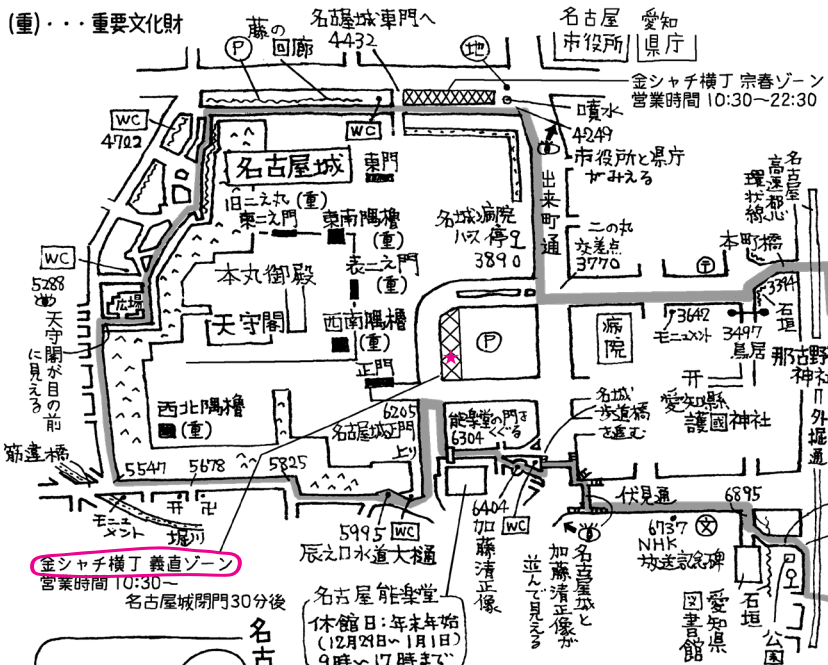 (重)・・・重要文化財
藤の
回廊
名古屋城東門へ
4432
名古屋
市役所
愛知
県庁
P
地
金シャチ横丁 宗春ゾーン
営業時間 10:30〜22:30
WC
4702
WC
噴水
4249
市役所と県庁
がみえる
名古屋城
東門
旧二之丸(重)
東二之門
東南隅櫓
(重)
名城病院
バス停
3890
出来町通
二の丸
交差点
3770
名古屋
高速都心
環状線
本町橋
3394
石垣
WC
5288
広場
天守閣が目の前
に見える
本丸御殿
表二之門
(重)
天守閣
西南隅櫓
(重)
正門
P
病院
〒
3642
モニュメント
3497
鳥居
那古野
神社
外堀通
西北隅櫓
(重)
6205
名古屋城正門
上り
能楽堂の門を
くぐる
6304
名城
歩道橋
を進む
愛知縣
護國神社
筋違橋
5547
5678
5825
モニュ
メント
堀川
5995
WC
辰之口水道大樋
6404
加藤清正像
WC
名古屋城と
加藤清正像が
並んで見える
伏見通
6895
6737
NHK
放送記念碑
文
金シャチ横丁 義直ゾーン
営業時間 10:30〜
名古屋城閉門30分後
名古屋能楽堂
休館日:年末年始
(12月29日〜1月1日)
9時〜17時まで
愛知県
図書館
石垣
公園
名古